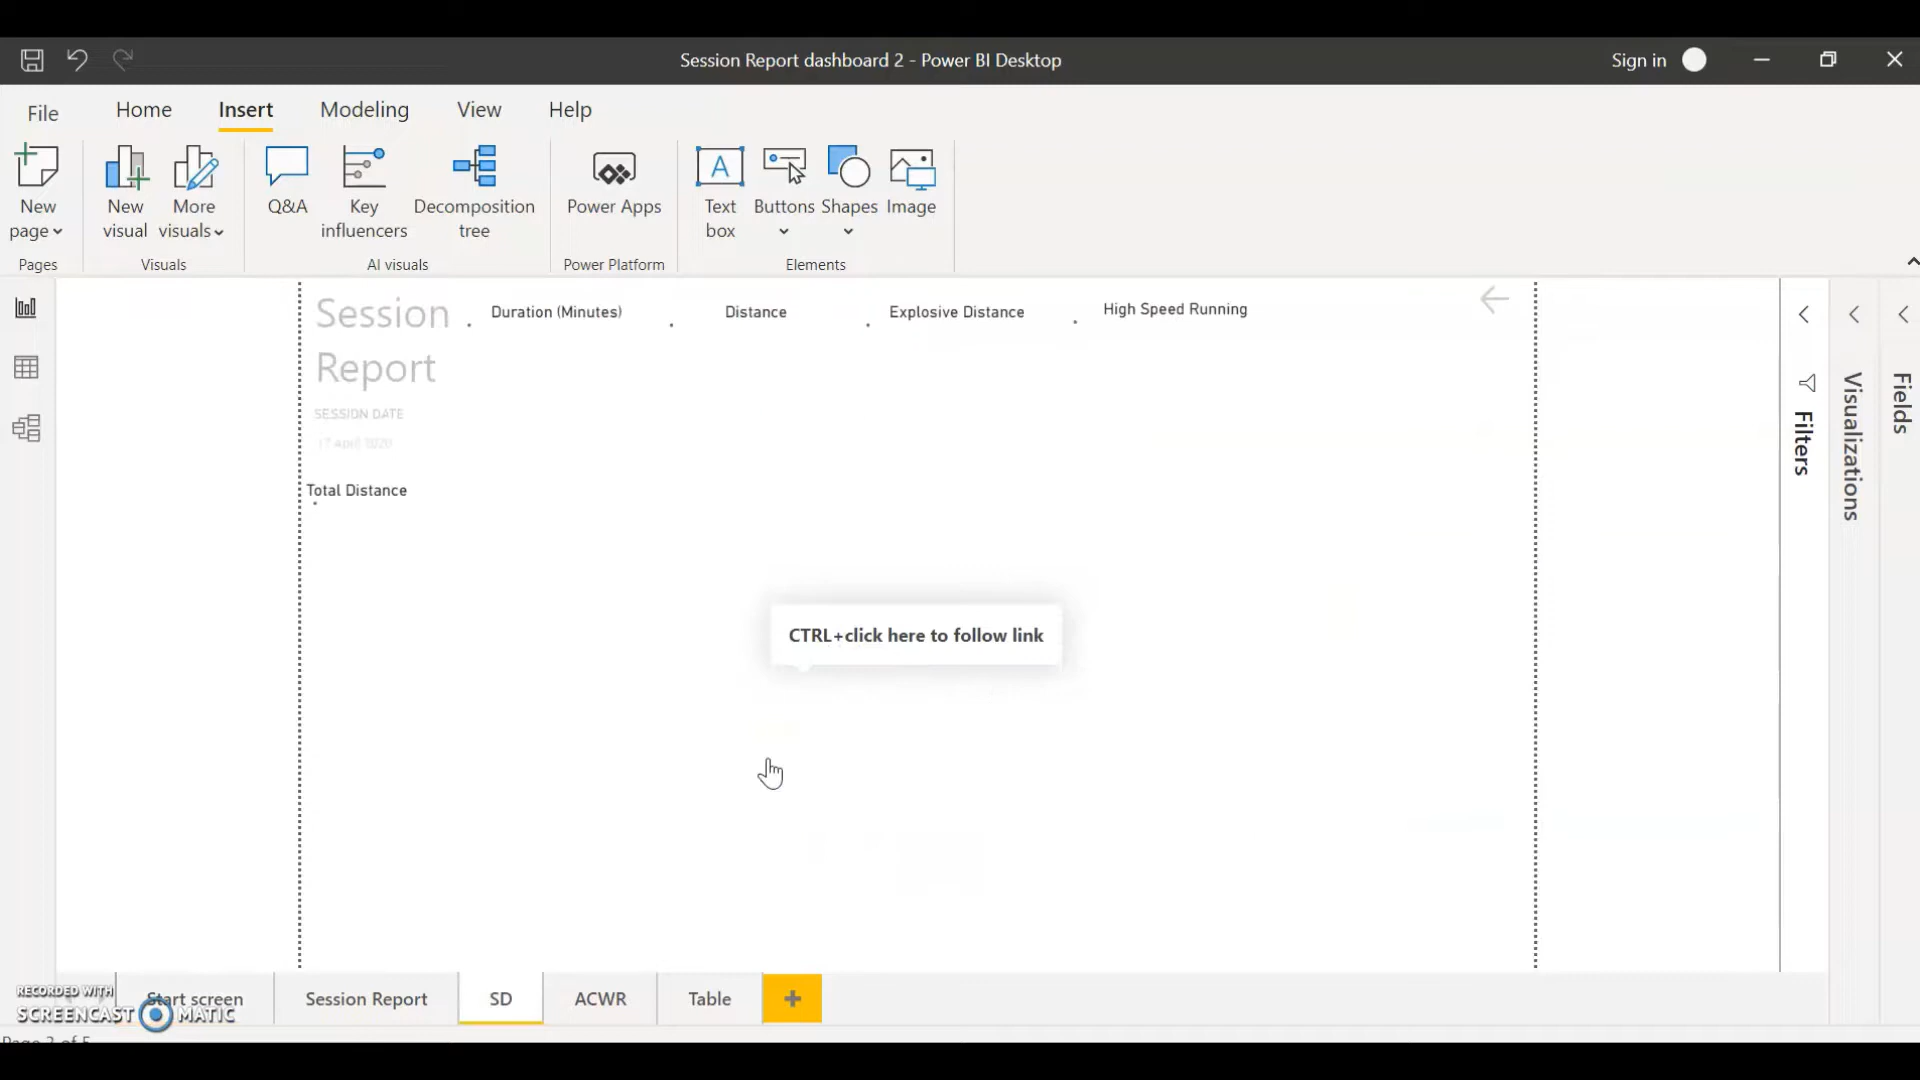 Session Report dashboard 2 - Power BI Desktop
Sign in
File
Home
Insert
Modeling
View
Help
New page
New visual
More visuals
Q&A
Key influencers
Decomposition tree
Power Apps
Text box
Buttons
Shapes
Image
Pages
Visuals
AI visuals
Power Platform
Elements
Session
Report
Duration (Minutes)
Distance
Explosive Distance
High Speed Running
SESSION DATE
17 April 2020
Total Distance
CTRL+click here to follow link
Filters
Visualizations
Fields
RECORDED WITH
SCREENCAST MATIC
Start screen
Session Report
SD
ACWR
Table